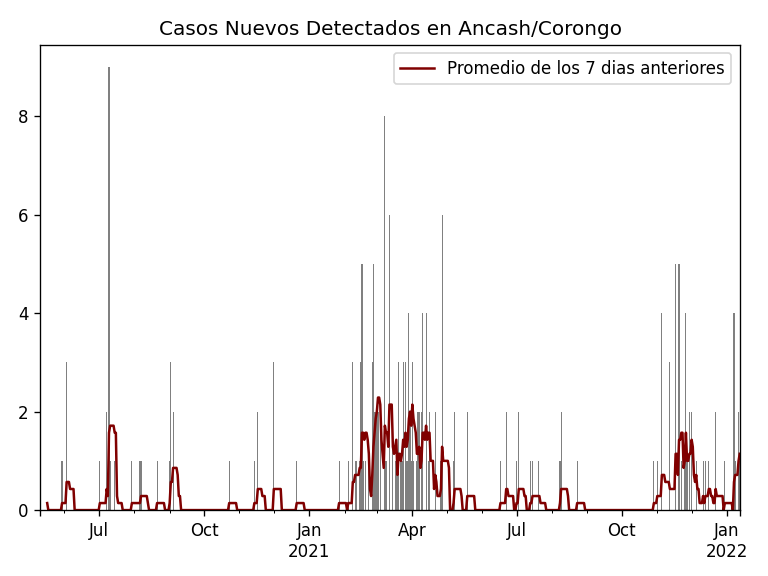 Casos Nuevos Detectados en Ancash/Corongo
Promedio de los 7 dias anteriores
8
6
4
2
0
Jul
Oct
Jan
2021
Apr
Jul
Oct
Jan
2022